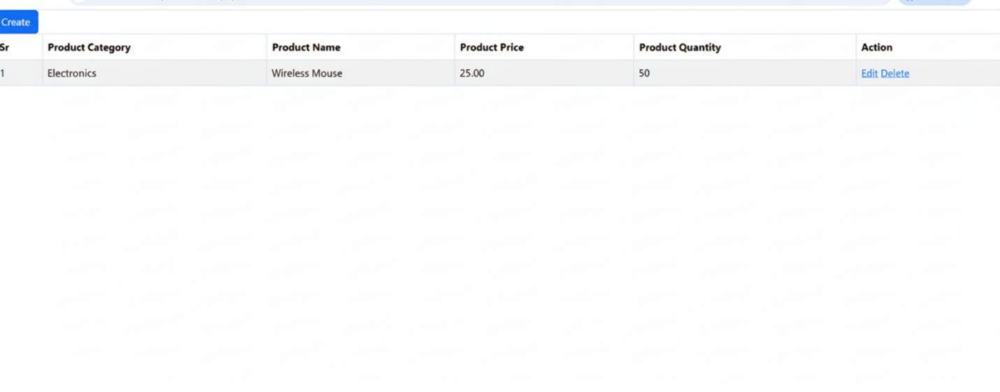 Create
Sr Product Category Product Name Product Price Product Quantity Action
1 Electronics Wireless Mouse 25.00 50 Edit Delete